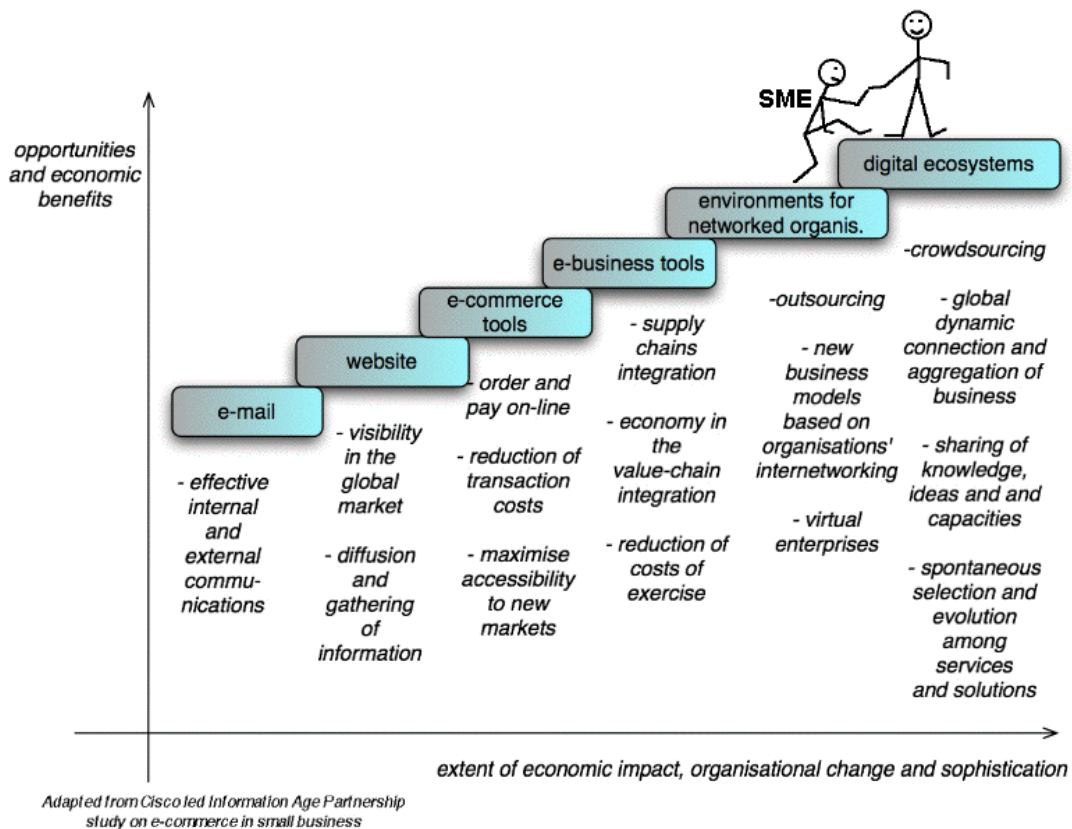 SME
opportunities
and economic
benefits
digital ecosystems
environments for
networked organis.
e-business tools
e-commerce
tools
website
e-mail
- effective
internal
and
external
commu-
nications
- visibility
in the
global
market
- diffusion
and
gathering
of
information
- order and
pay on-line
- reduction of
transaction
costs
- maximise
accessibility
to new
markets
- supply
chains
integration
- economy in
the
value-chain
integration
- reduction of
costs of
exercise
-outsourcing
- new
business
models
based on
organisations'
internetworking
- virtual
enterprises
-crowdsourcing
- global
dynamic
connection and
aggregation of
business
- sharing of
knowledge,
ideas and and
capacities
- spontaneous
selection and
evolution
among
services
and solutions
extent of economic impact, organisational change and sophistication
Adapted from Cisco led Information Age Partnership
study on e-commerce in small business